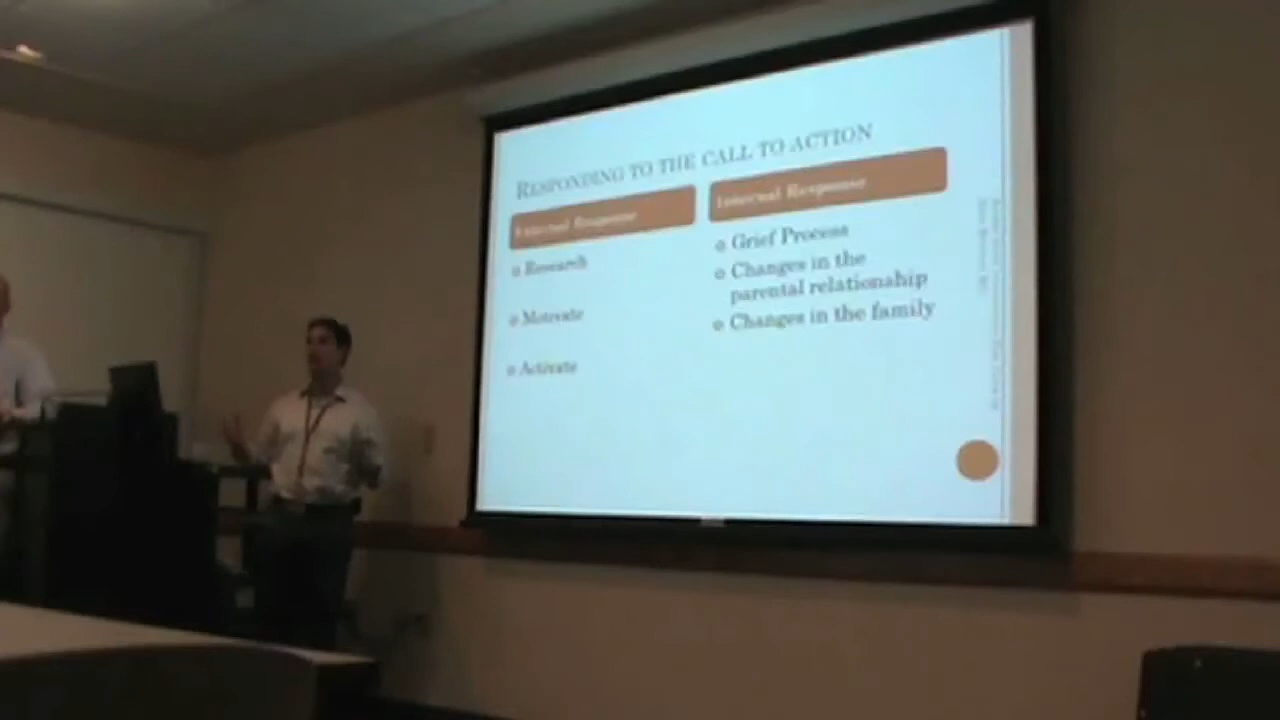 RESPONDING TO THE CALL TO ACTION
External Response
Internal Response
Research
Motivate
Activate
Grief Process
Changes in the
parental relationship
Changes in the family